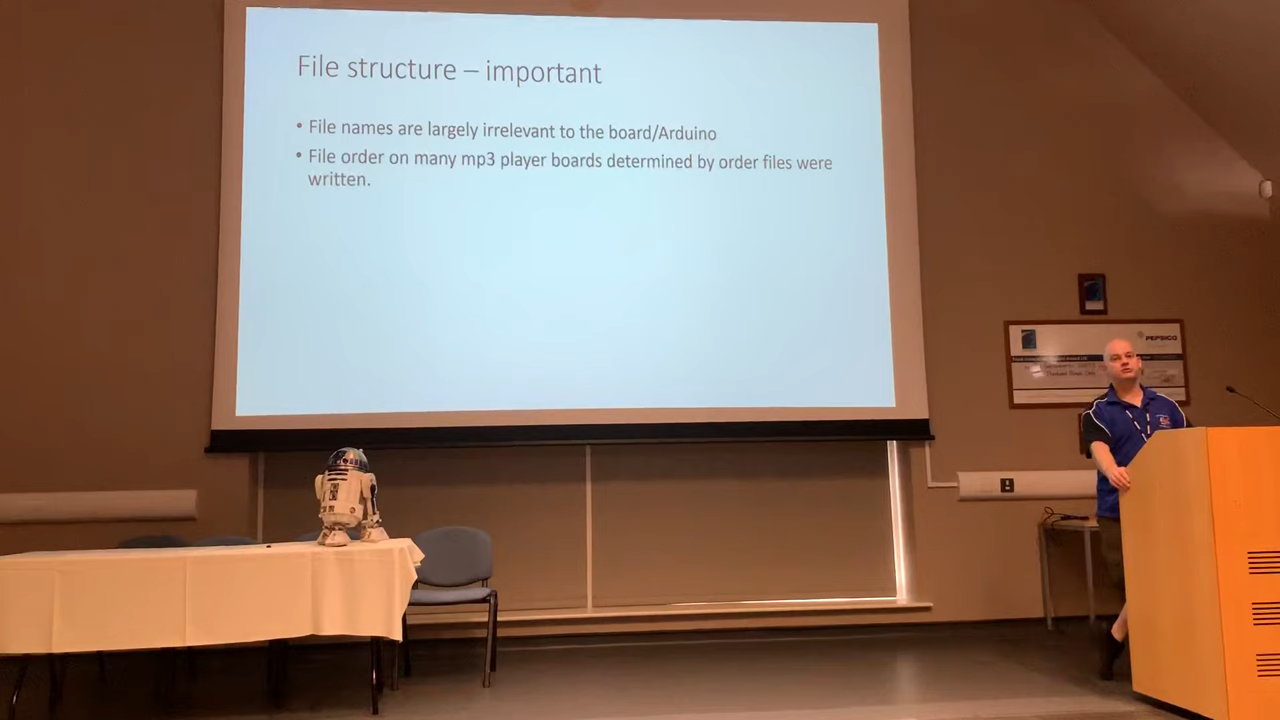 File structure – important
• File names are largely irrelevant to the board/Arduino
• File order on many mp3 player boards determined by order files were
written.
PEPSICO